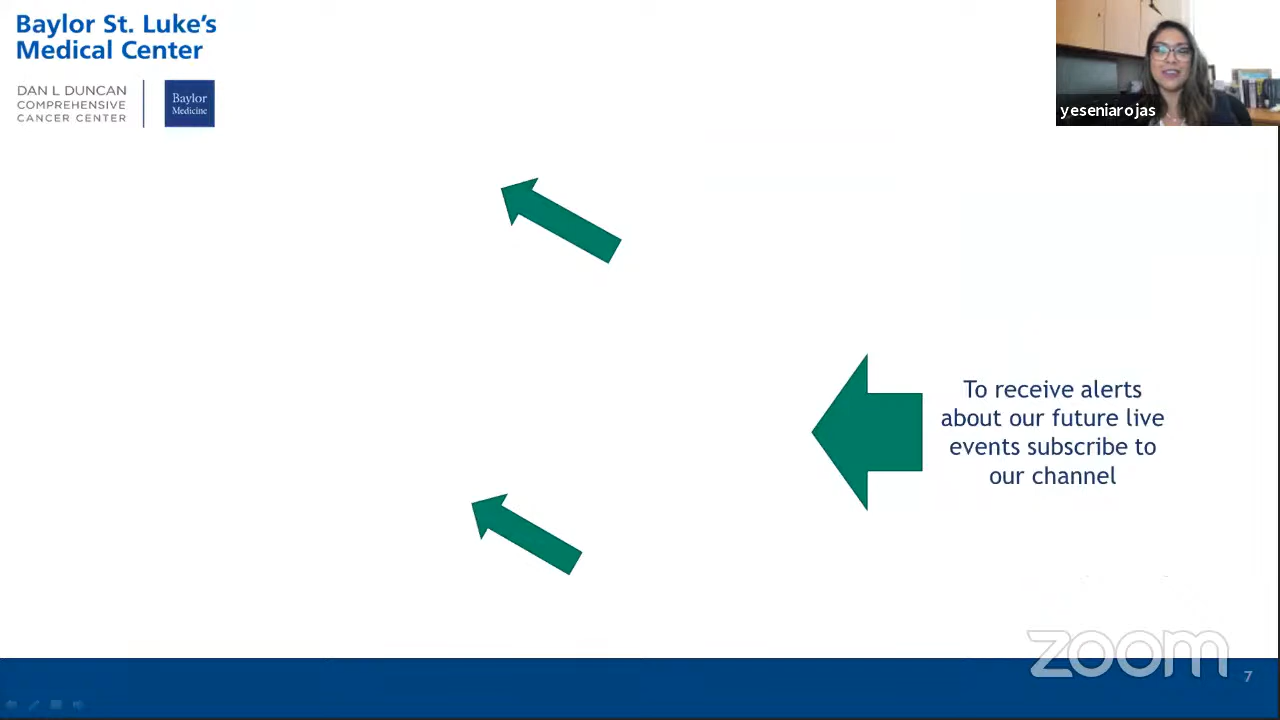 Baylor St. Luke's
Medical Center
DAN L DUNCAN
COMPREHENSIVE
CANCER CENTER
Baylor
Medicine
yeseniarojas
To receive alerts
about our future live
events subscribe to
our channel
zoom
7